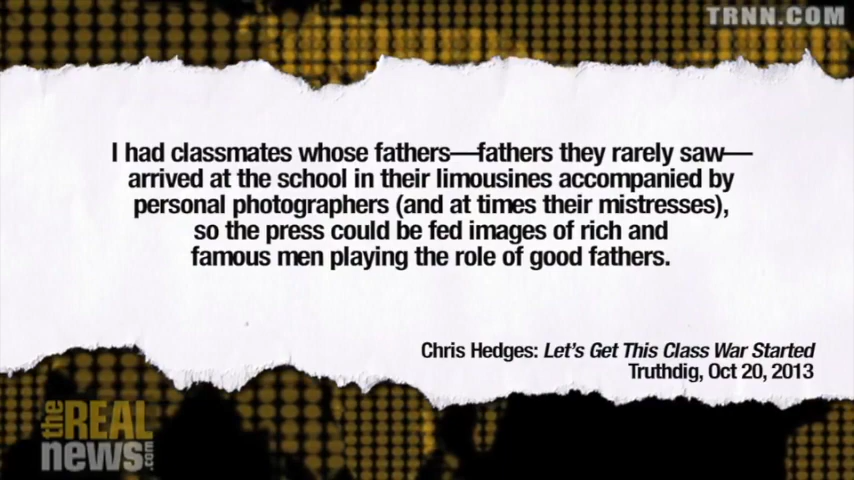 TRNN.COM
I had classmates whose fathers—fathers they rarely saw—
arrived at the school in their limousines accompanied by
personal photographers (and at times their mistresses),
so the press could be fed images of rich and
famous men playing the role of good fathers.
Chris Hedges: Let's Get This Class War Started
Truthdig, Oct 20, 2013
the REAL
news.com